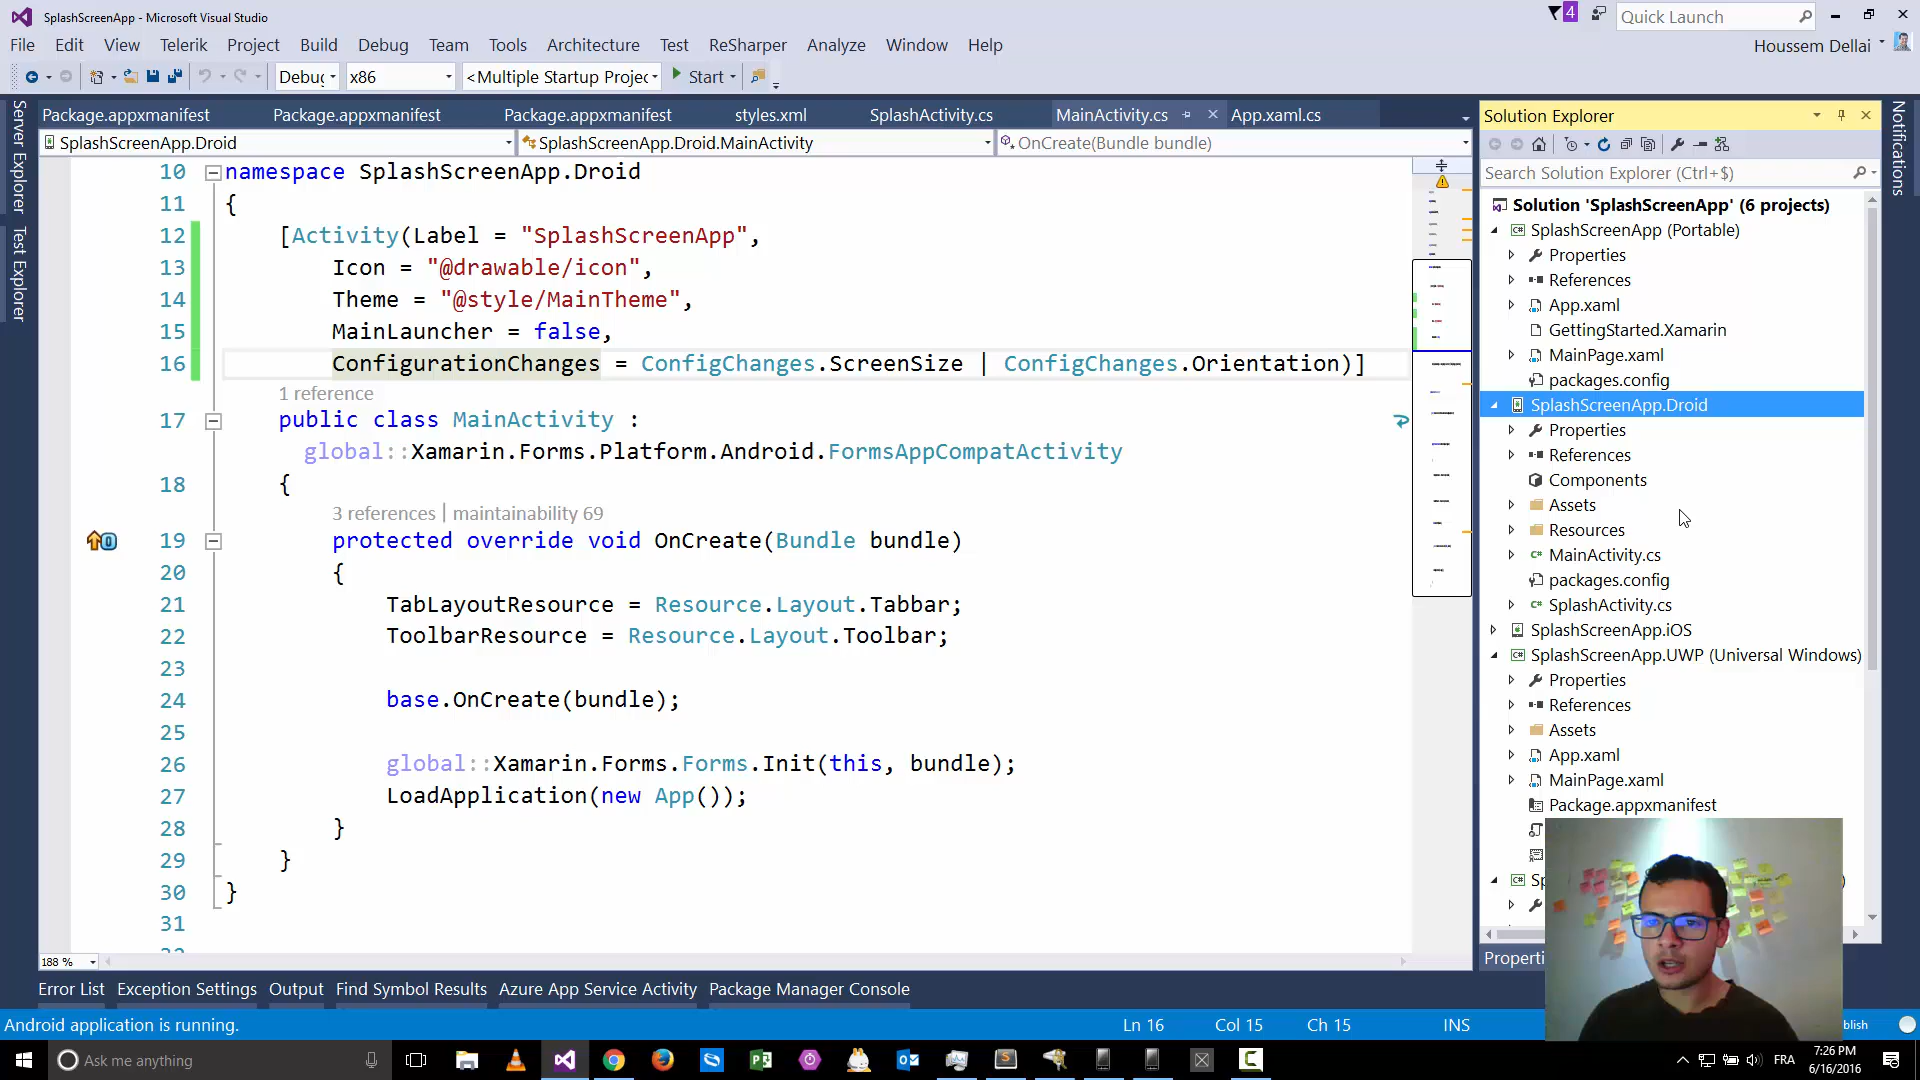 SplashScreenApp - Microsoft Visual Studio
4
Quick Launch
File Edit View Telerik Project Build Debug Team Tools Architecture Test ReSharper Analyze Window Help
Houssem Dellai
Debug x86 <Multiple Startup Projec Start
Server Explorer
Test Explorer
Package.appxmanifest Package.appxmanifest Package.appxmanifest styles.xml SplashActivity.cs MainActivity.cs App.xaml.cs
SplashScreenApp.Droid SplashScreenApp.Droid.MainActivity OnCreate(Bundle bundle)
10 namespace SplashScreenApp.Droid
11 {
12 [Activity(Label = "SplashScreenApp",
13 Icon = "@drawable/icon",
14 Theme = "@style/MainTheme",
15 MainLauncher = false,
16 ConfigurationChanges = ConfigChanges.ScreenSize | ConfigChanges.Orientation)]
1 reference
17 public class MainActivity :
global::Xamarin.Forms.Platform.Android.FormsAppCompatActivity
18 {
3 references | maintainability 69
19 protected override void OnCreate(Bundle bundle)
20 {
21 TabLayoutResource = Resource.Layout.Tabbar;
22 ToolbarResource = Resource.Layout.Toolbar;
23
24 base.OnCreate(bundle);
25
26 global::Xamarin.Forms.Forms.Init(this, bundle);
27 LoadApplication(new App());
28 }
29 }
30 }
31
188 %
Solution Explorer
Search Solution Explorer (Ctrl+$)
Solution 'SplashScreenApp' (6 projects)
SplashScreenApp (Portable)
Properties
References
App.xaml
GettingStarted.Xamarin
MainPage.xaml
packages.config
SplashScreenApp.Droid
Properties
References
Components
Assets
Resources
MainActivity.cs
packages.config
SplashActivity.cs
SplashScreenApp.iOS
SplashScreenApp.UWP (Universal Windows)
Properties
References
Assets
App.xaml
MainPage.xaml
Package.appxmanifest
Sp
Properti
Notifications
Error List Exception Settings Output Find Symbol Results Azure App Service Activity Package Manager Console
Android application is running. Ln 16 Col 15 Ch 15 INS blish
Ask me anything
FRA
7:26 PM
6/16/2016